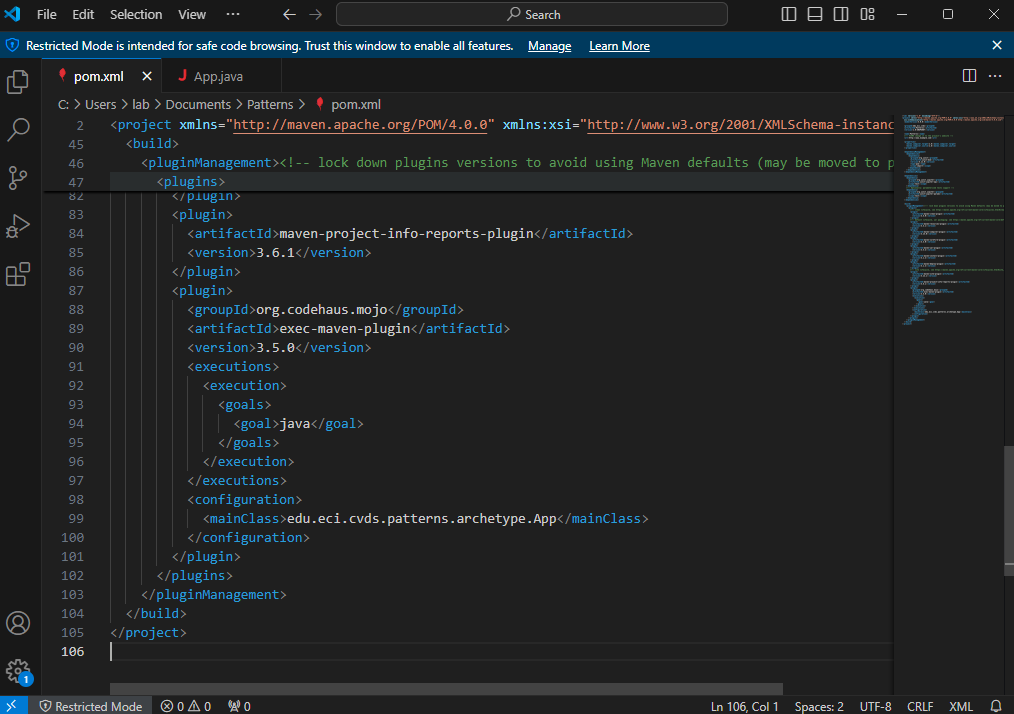 File Edit Selection View ··· Search
Restricted Mode is intended for safe code browsing. Trust this window to enable all features. Manage Learn More
pom.xml App.java
C: > Users > lab > Documents > Patterns > pom.xml
2 <project xmlns="http://maven.apache.org/POM/4.0.0" xmlns:xsi="http://www.w3.org/2001/XMLSchema-instanc
45 <build>
46 <pluginManagement><!-- lock down plugins versions to avoid using Maven defaults (may be moved to p
47 <plugins>
82 </plugin>
83 <plugin>
84 <artifactId>maven-project-info-reports-plugin</artifactId>
85 <version>3.6.1</version>
86 </plugin>
87 <plugin>
88 <groupId>org.codehaus.mojo</groupId>
89 <artifactId>exec-maven-plugin</artifactId>
90 <version>3.5.0</version>
91 <executions>
92 <execution>
93 <goals>
94 <goal>java</goal>
95 </goals>
96 </execution>
97 </executions>
98 <configuration>
99 <mainClass>edu.eci.cvds.patterns.archetype.App</mainClass>
100 </configuration>
101 </plugin>
102 </plugins>
103 </pluginManagement>
104 </build>
105 </project>
106
1
Restricted Mode 0 0 0 Ln 106, Col 1 Spaces: 2 UTF-8 CRLF XML